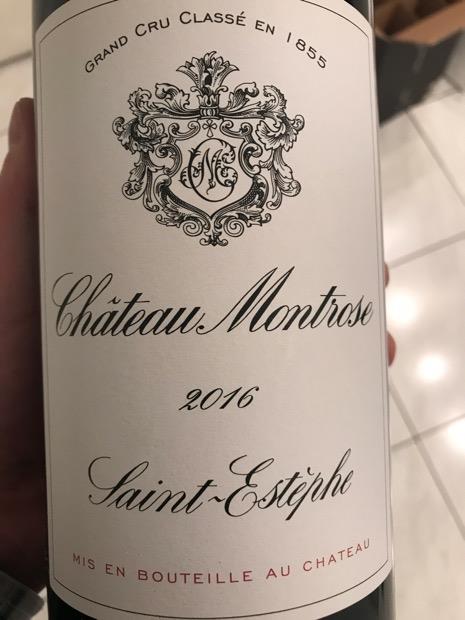 GRAND CRU CLASSÉ EN 1855
Château Montrose
2016
Saint-Estèphe
MIS EN BOUTEILLE AU CHATEAU